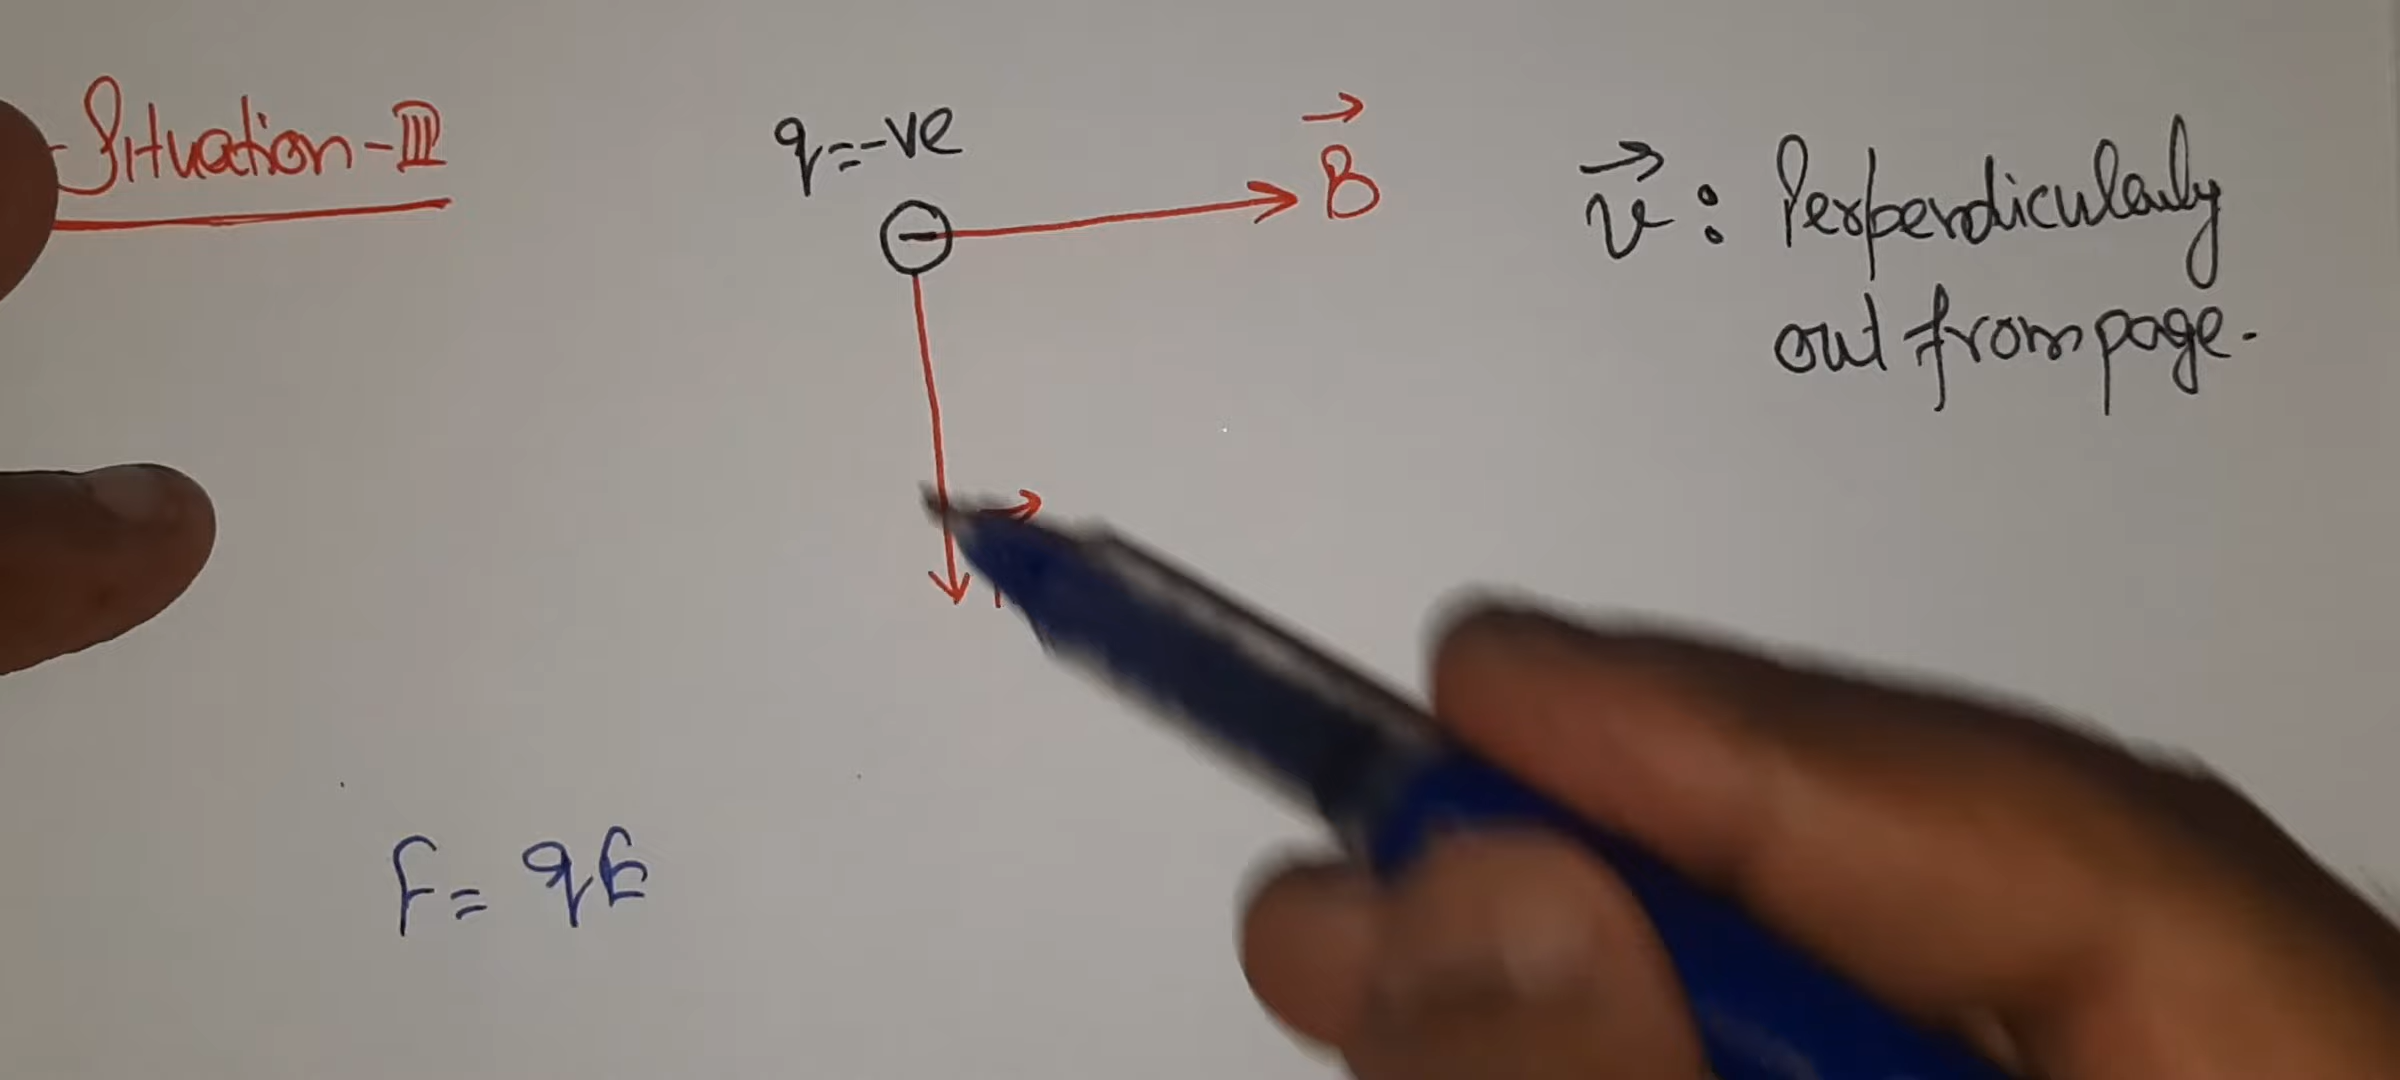 Situation-III
q=-ve
B
v : Perpendicularly
out from page.
F = qE